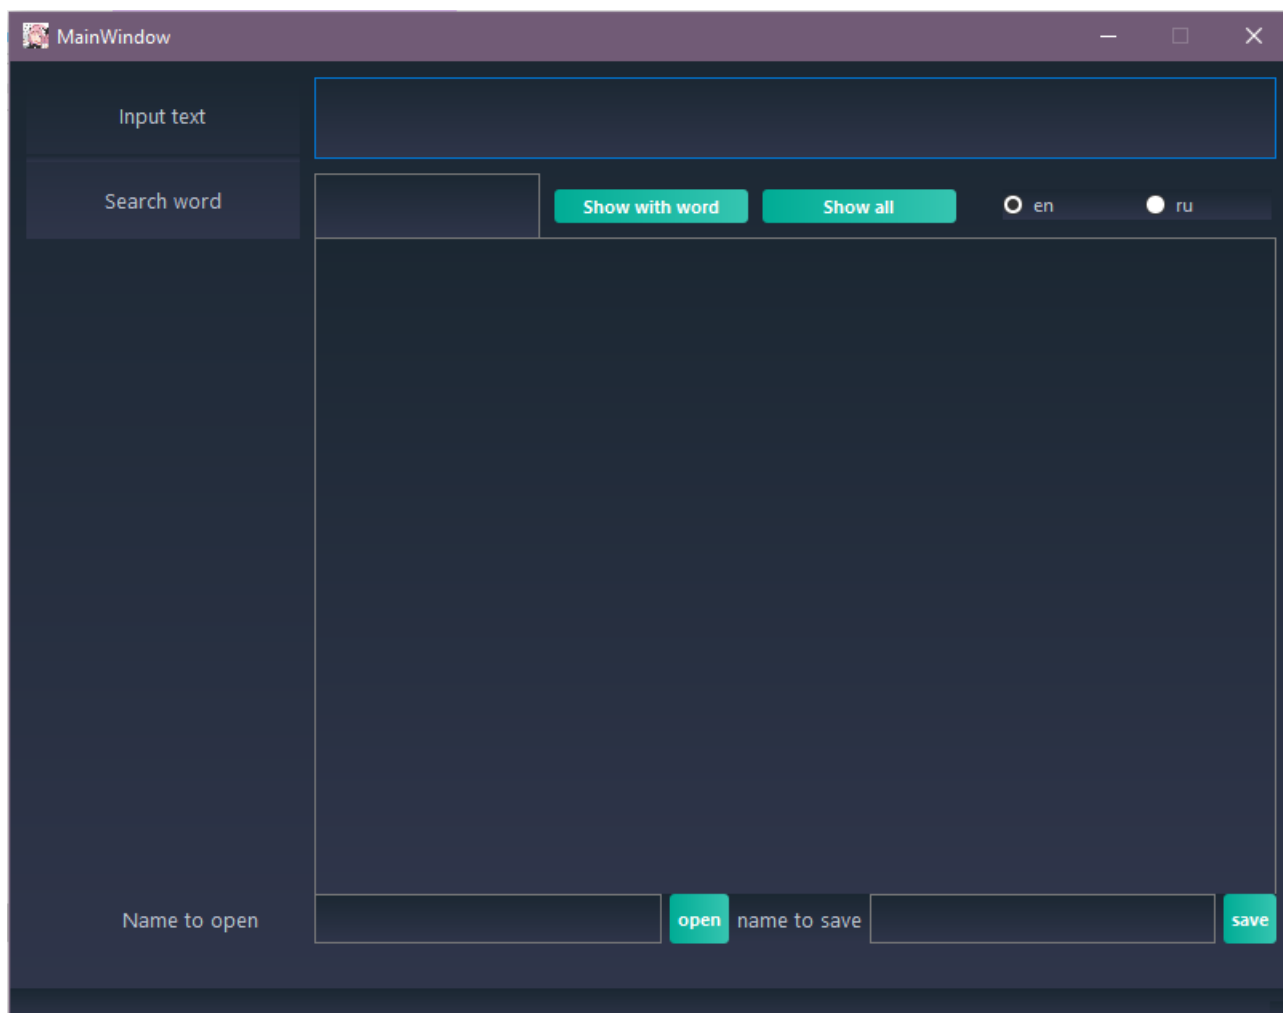 MainWindow
Input text
Search word
Show with word
Show all
en
ru
Name to open
open
name to save
save